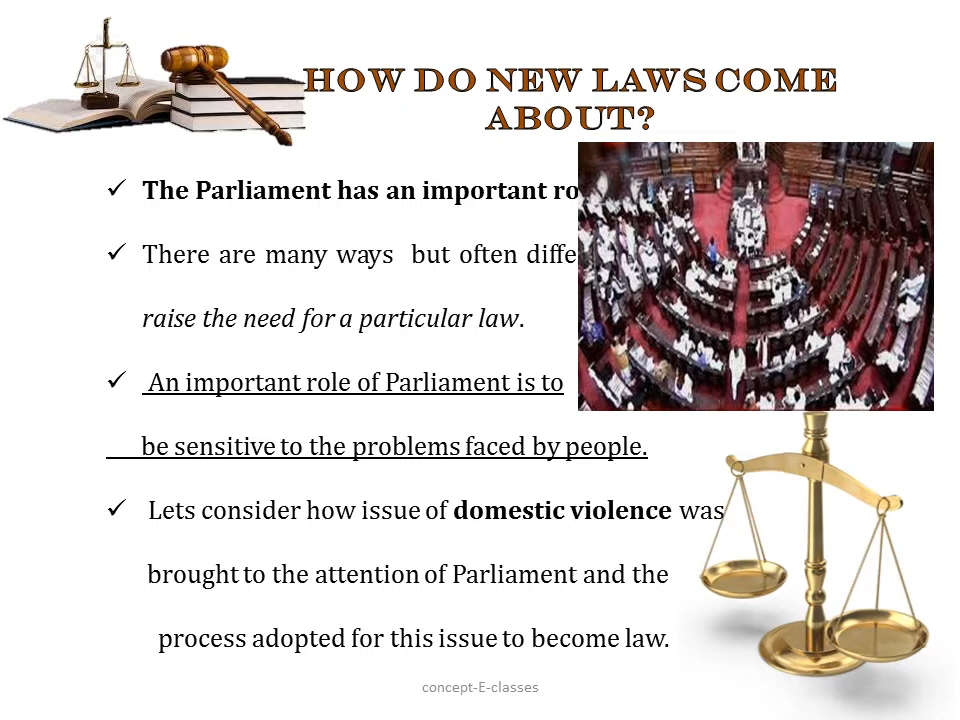 HOW DO NEW LAWS COME
ABOUT?
✓ The Parliament has an important
✓ There are many ways but often
raise the need for a particular law.
✓ An important role of Parliament is to
be sensitive to the problems faced by people.
✓ Lets consider how issue of domestic violence was
brought to the attention of Parliament and the
process adopted for this issue to become law.
concept-E-classes